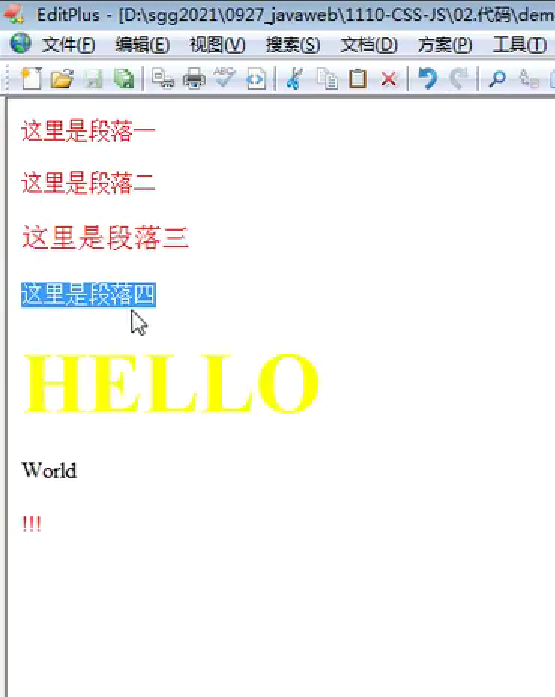 EditPlus - [D:\sgg2021\0927_javaweb\1110-CSS-JS\02.代码\dem
文件(F) 编辑(E) 视图(V) 搜索(S) 文档(D) 方案(P) 工具(T)
这里是段落一
这里是段落二
这里是段落三
这里是段落四
HELLO
World
!!!